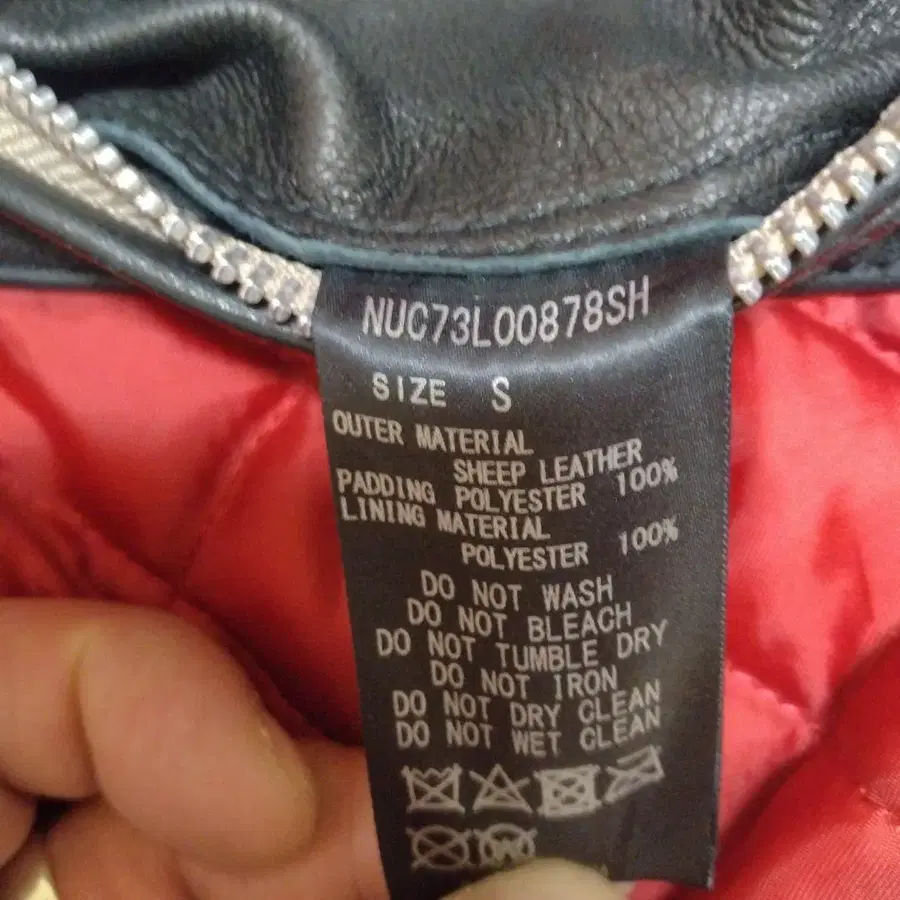 NUC73L00878SH
SIZE S
OUTER MATERIAL
SHEEP LEATHER
PADDING POLYESTER 100%
LINING MATERIAL
POLYESTER 100%
DO NOT WASH
DO NOT BLEACH
DO NOT TUMBLE DRY
DO NOT IRON
DO NOT DRY CLEAN
DO NOT WET CLEAN
W